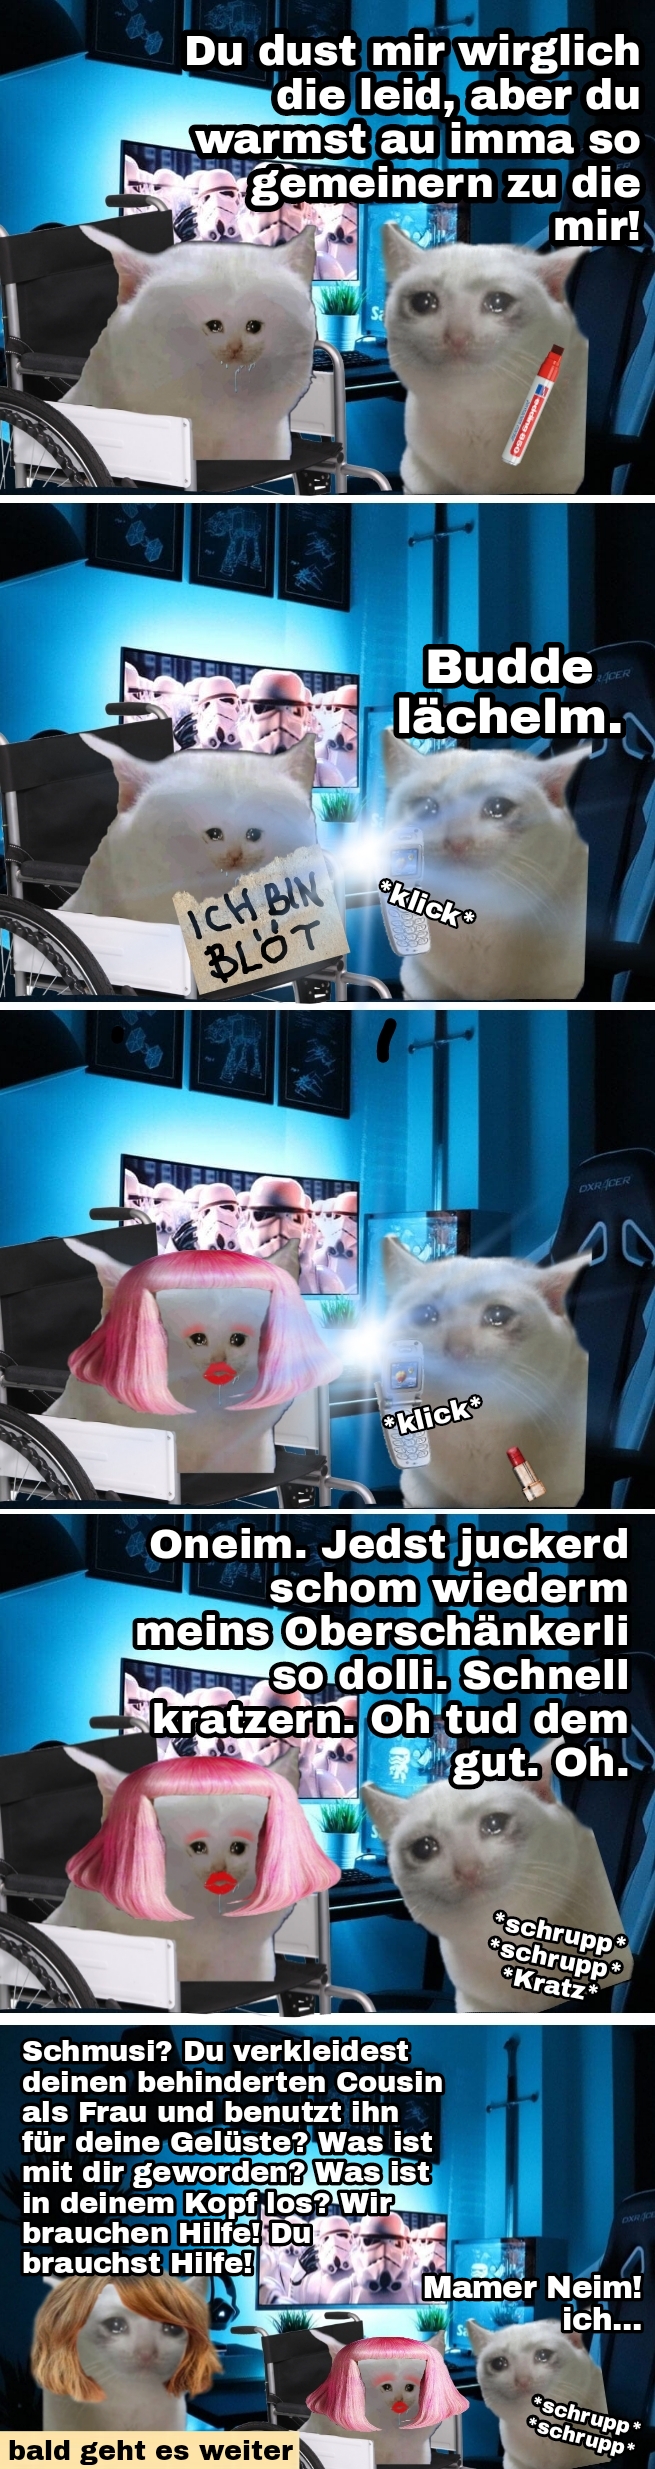 Du dust mir wirglich
die leid, aber du
warmst au imma so
gemeinern zu die
mir!
edding 850
Budde
lächelm.
*klick*
ICH BIN
BLÖT
DXRACER
*klick*
Oneim. Jedst juckerd
schom wiederm
meins Oberschänkerli
so dolli. Schnell
kratzern. Oh tud dem
gut. Oh.
*schrupp*
*schrupp*
*Kratz*
Schmusi? Du verkleidest
deinen behinderten Cousin
als Frau und benutzt ihn
für deine Gelüste? Was ist
mit dir geworden? Was ist
in deinem Kopf los? Wir
brauchen Hilfe! Du
brauchst Hilfe!
Mamer Neim!
ich...
*schrupp*
*schrupp*
bald geht es weiter